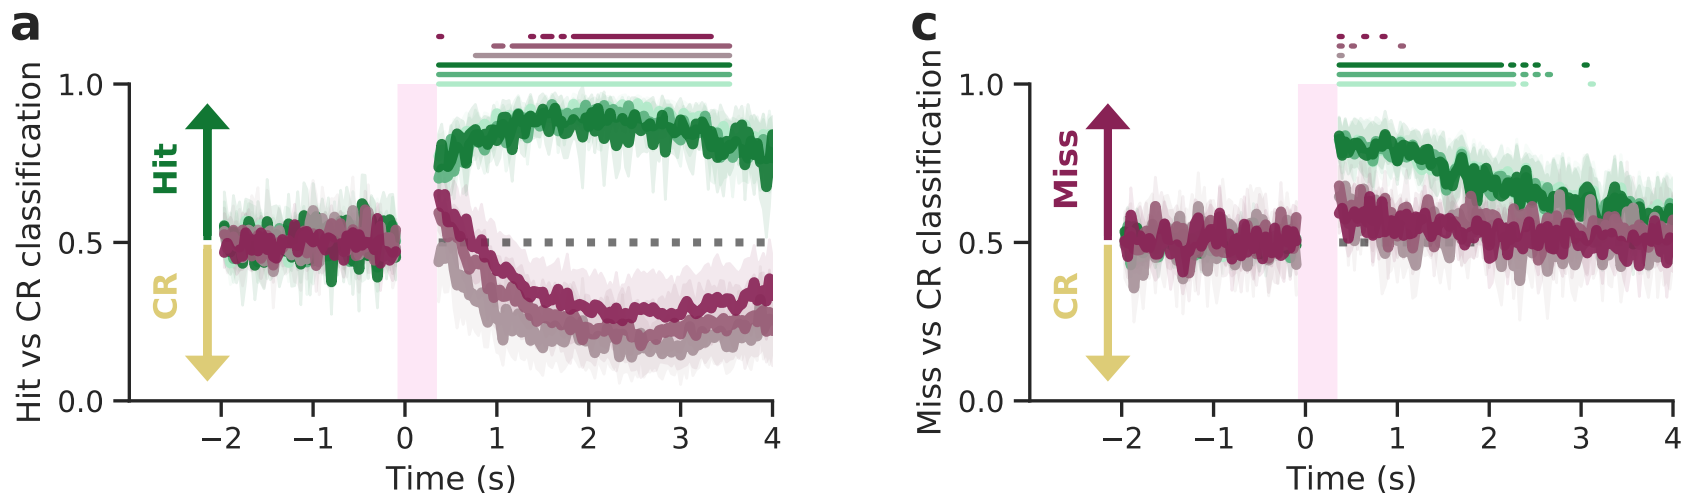 a
Hit vs CR classification
1.0
0.5
0.0
Hit
CR
−2
−1
0
1
2
3
4
Time (s)
c
Miss vs CR classification
1.0
0.5
0.0
Miss
CR
−2
−1
0
1
2
3
4
Time (s)